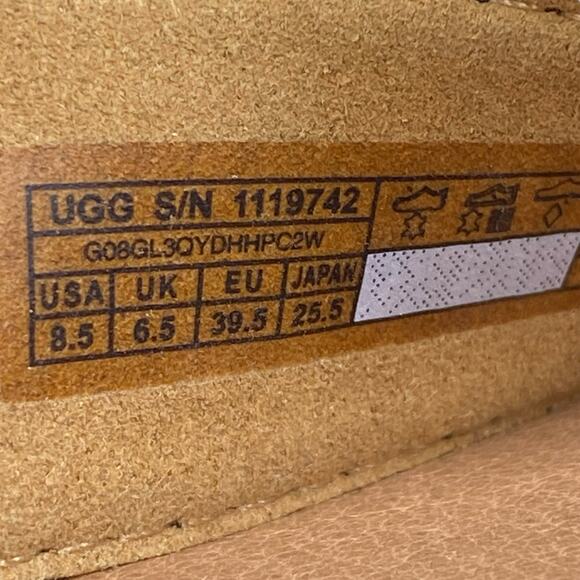 UGG S/N 1119742
G08GL3QYDHHPC2W
USA UK EU JAPAN
8.5 6.5 39.5 25.5